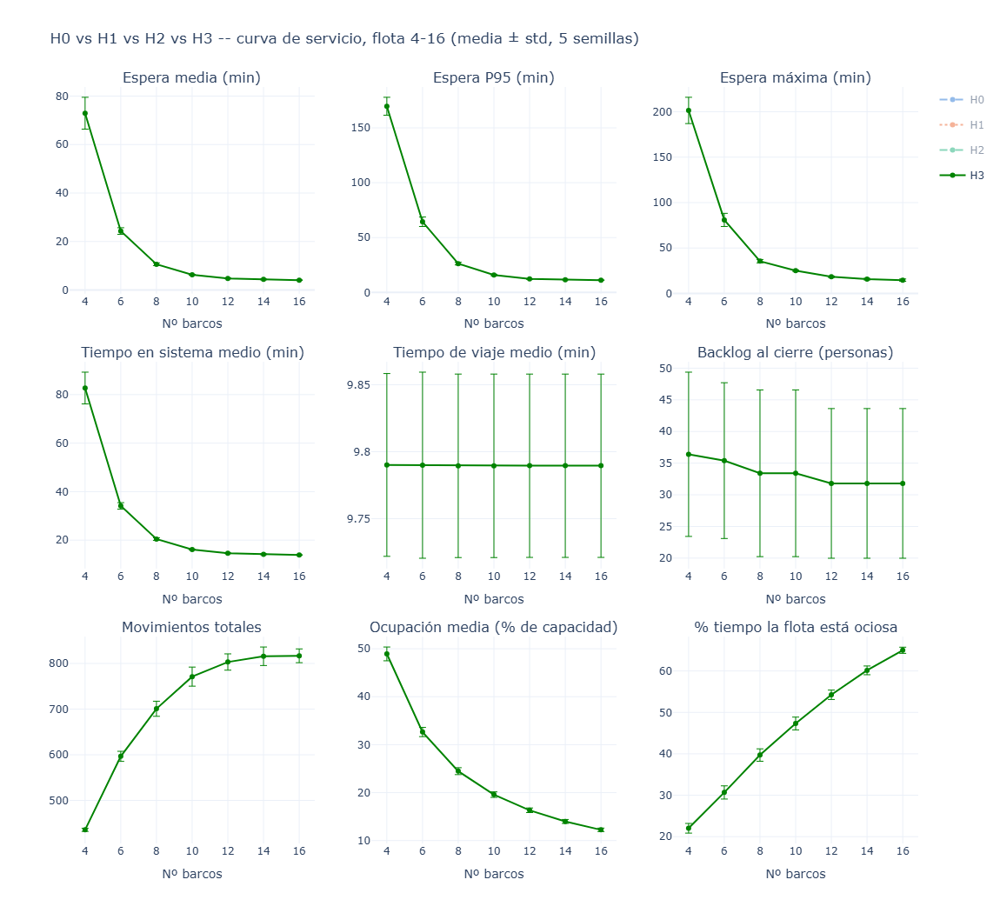 H0 vs H1 vs H2 vs H3 -- curva de servicio, flota 4-16 (media ± std, 5 semillas)
Espera media (min)
80
60
40
20
0
4 6 8 10 12 14 16
Nº barcos
Espera P95 (min)
150
100
50
0
4 6 8 10 12 14 16
Nº barcos
Espera máxima (min)
200
150
100
50
0
4 6 8 10 12 14 16
Nº barcos
H0
H1
H2
H3
Tiempo en sistema medio (min)
80
60
40
20
4 6 8 10 12 14 16
Nº barcos
Tiempo de viaje medio (min)
9.85
9.8
9.75
4 6 8 10 12 14 16
Nº barcos
Backlog al cierre (personas)
50
45
40
35
30
25
20
4 6 8 10 12 14 16
Nº barcos
Movimientos totales
800
700
600
500
4 6 8 10 12 14 16
Nº barcos
Ocupación media (% de capacidad)
50
40
30
20
10
4 6 8 10 12 14 16
Nº barcos
% tiempo la flota está ociosa
60
50
40
30
20
4 6 8 10 12 14 16
Nº barcos